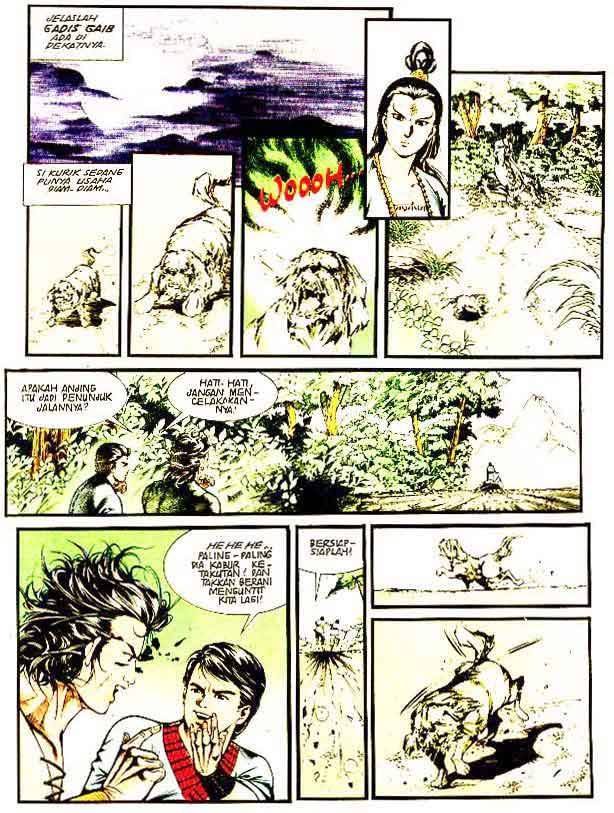 JELASLAH
GADIS GAIB
ADA DI
DEKATNYA.
SI KURIK SEDANG
PUNYA USAHA
DIAM-DIAM..
WOOOH...
APAKAH ANJING
ITU JADI PENUNJUK
JALANNYA?
HATI-HATI,
JANGAN MEN-
CELAKAKAN-
NYA!
HE HE HE..
PALING-PALING
DIA KABUR KE-
TAKUTAN! DAN
TAKKAN BERANI
MENGUNTIT
KITA LAGI!
BERSIAP-
SIAPLAH!